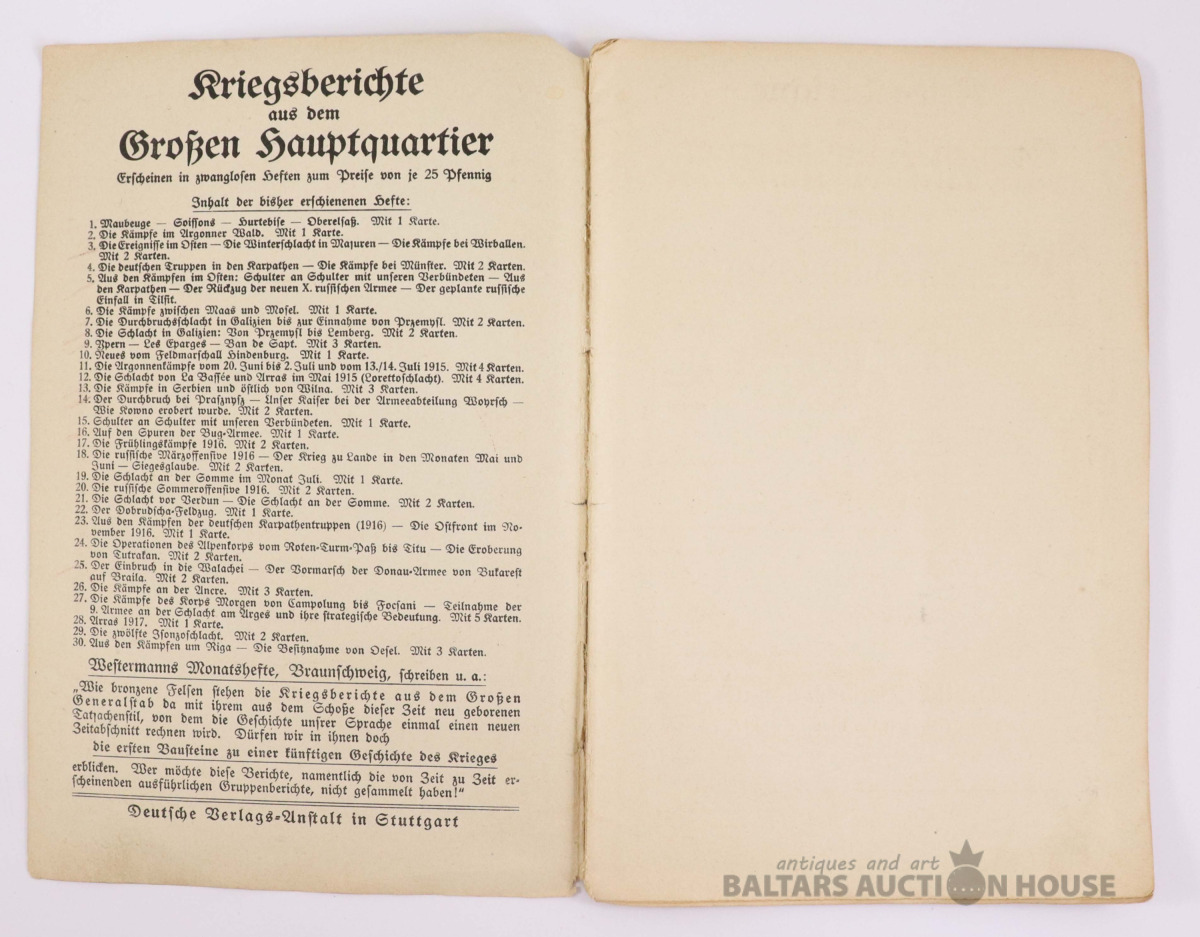 Kriegsberichte
aus dem
Großen Hauptquartier
Erscheinen in zwanglosen Heften zum Preise von je 25 Pfennig
Inhalt der bisher erschienenen Hefte:
1. Maubeuge — Soissons — Hurtebise — Oberelsaß. Mit 1 Karte.
2. Die Kämpfe im Argonner Wald. Mit 1 Karte.
3. Die Ereignisse im Osten — Die Winterschlacht in Masuren — Die Kämpfe bei Wirballen.
Mit 2 Karten.
4. Die deutschen Truppen in den Karpathen — Die Kämpfe bei Münster. Mit 2 Karten.
5. Aus den Kämpfen im Osten: Schulter an Schulter mit unseren Verbündeten — Aus
den Karpathen — Der Rückzug der neuen X. russischen Armee — Der geplante russische
Einfall in Tilsit.
6. Die Kämpfe zwischen Maas und Mosel. Mit 1 Karte.
7. Die Durchbruchsschlacht in Galizien bis zur Einnahme von Przemysl. Mit 2 Karten.
8. Die Schlacht in Galizien: Von Przemysl bis Lemberg. Mit 2 Karten.
9. Ypern — Les Eparges — Ban de Sapt. Mit 3 Karten.
10. Neues vom Feldmarschall Hindenburg. Mit 1 Karte.
11. Die Argonnenkämpfe vom 20. Juni bis 2. Juli und vom 13./14. Juli 1915. Mit 4 Karten.
12. Die Schlacht von La Bassée und Arras im Mai 1915 (Lorettoschlacht). Mit 4 Karten.
13. Die Kämpfe in Serbien und östlich von Wilna. Mit 3 Karten.
14. Der Durchbruch bei Prasznysz — Unser Kaiser bei der Armeeabteilung Woyrsch —
Wie Kowno erobert wurde. Mit 2 Karten.
15. Schulter an Schulter mit unseren Verbündeten. Mit 1 Karte.
16. Auf den Spuren der Bug-Armee. Mit 1 Karte.
17. Die Frühlingskämpfe 1916. Mit 2 Karten.
18. Die russische Märzoffensive 1916 — Der Krieg zu Lande in den Monaten Mai und
Juni — Siegesglaube. Mit 2 Karten.
19. Die Schlacht an der Somme im Monat Juli. Mit 1 Karte.
20. Die russische Sommeroffensive 1916. Mit 2 Karten.
21. Die Schlacht vor Verdun — Die Schlacht an der Somme. Mit 2 Karten.
22. Der Dobrudscha-Feldzug. Mit 1 Karte.
23. Aus den Kämpfen der deutschen Karpathentruppen (1916) — Die Ostfront im No-
vember 1916. Mit 1 Karte.
24. Die Operationen des Alpenkorps vom Roten-Turm-Paß bis Titu — Die Eroberung
von Tutrakan. Mit 2 Karten.
25. Der Einbruch in die Walachei — Der Vormarsch der Donau-Armee von Bukarest
auf Braila. Mit 2 Karten.
26. Die Kämpfe an der Ancre. Mit 3 Karten.
27. Die Kämpfe des Korps Morgen von Campolung bis Focsani — Teilnahme der
9. Armee an der Schlacht am Arges und ihre strategische Bedeutung. Mit 5 Karten.
28. Arras 1917. Mit 1 Karte.
29. Die zwölfte Isonzoschlacht. Mit 2 Karten.
30. Aus den Kämpfen um Riga — Die Besitznahme von Oesel. Mit 3 Karten.
Westermanns Monatshefte, Braunschweig, schreiben u. a.:
„Wie bronzene Felsen stehen die Kriegsberichte aus dem Großen
Generalstab da mit ihrem aus dem Schoße dieser Zeit neu geborenen
Tatsachenstil, von dem die Geschichte unsrer Sprache einmal einen neuen
Zeitabschnitt rechnen wird. Dürfen wir in ihnen doch
die ersten Bausteine zu einer künftigen Geschichte des Krieges
erblicken. Wer möchte diese Berichte, namentlich die von Zeit zu Zeit er-
scheinenden ausführlichen Gruppenberichte, nicht gesammelt haben!“
Deutsche Verlags-Anstalt in Stuttgart
antiques and art
BALTARS AUCTION HOUSE